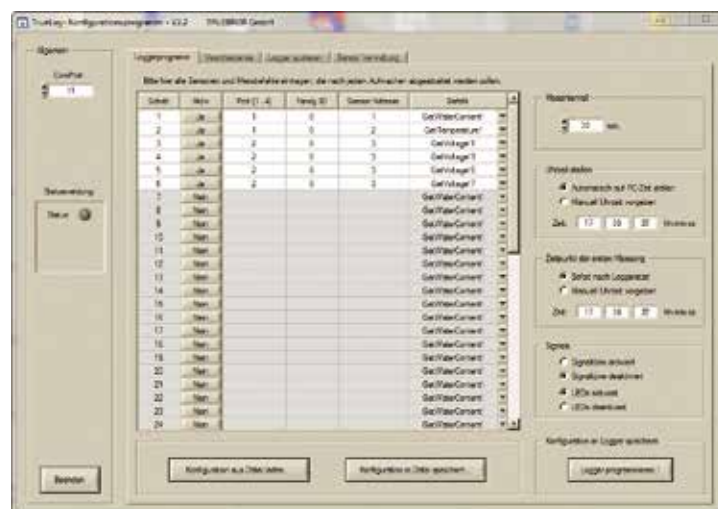 TrueLog - Konfigurationsprogramm - V3.2
Allgemein
ComPort
Statusmeldung
Status
Beenden
Loggerprogramm
Logger auslesen
Bitte hier alle Sensoren und Messbefehle eintragen, die nach jedem Aufwachen abgearbeitet werden sollen.
Schritt Aktiv Port (1...4) Sensor Adresse Befehl
1 Ja 1 0 1 GetWaterContent
2 Ja 1 0 2 GetTemperature
3 Ja 2 0 3
4 Ja 2 0 3
5 Ja 2 0 3
6 Ja 2 0 3
7 Nein GetWaterContent
8 Nein GetWaterContent
9 Nein GetWaterContent
10 Nein GetWaterContent
11 Nein GetWaterContent
12 Nein GetWaterContent
13 Nein GetWaterContent
14 Nein GetWaterContent
15 Nein GetWaterContent
16 Nein GetWaterContent
17 Nein GetWaterContent
18 Nein GetWaterContent
19 Nein GetWaterContent
20 Nein GetWaterContent
21 Nein GetWaterContent
22 Nein GetWaterContent
23 Nein GetWaterContent
24 Nein GetWaterContent
Konfiguration aus Datei laden...
Konfiguration in Datei speichern...
Messintervall
min.
Uhrzeit stellen
Automatisch auf PC-Zeit stellen
Manuell Uhrzeit vorgeben
Zeit:
Zeitpunkt der ersten Messung
Sofort nach Loggerreset
Manuell Uhrzeit vorgeben
Zeit:
Signale
Signaltöne aktiviert
Signaltöne deaktiviert
LEDs aktiviert
LEDs deaktiviert
Konfiguration in Logger speichern
Logger programmieren